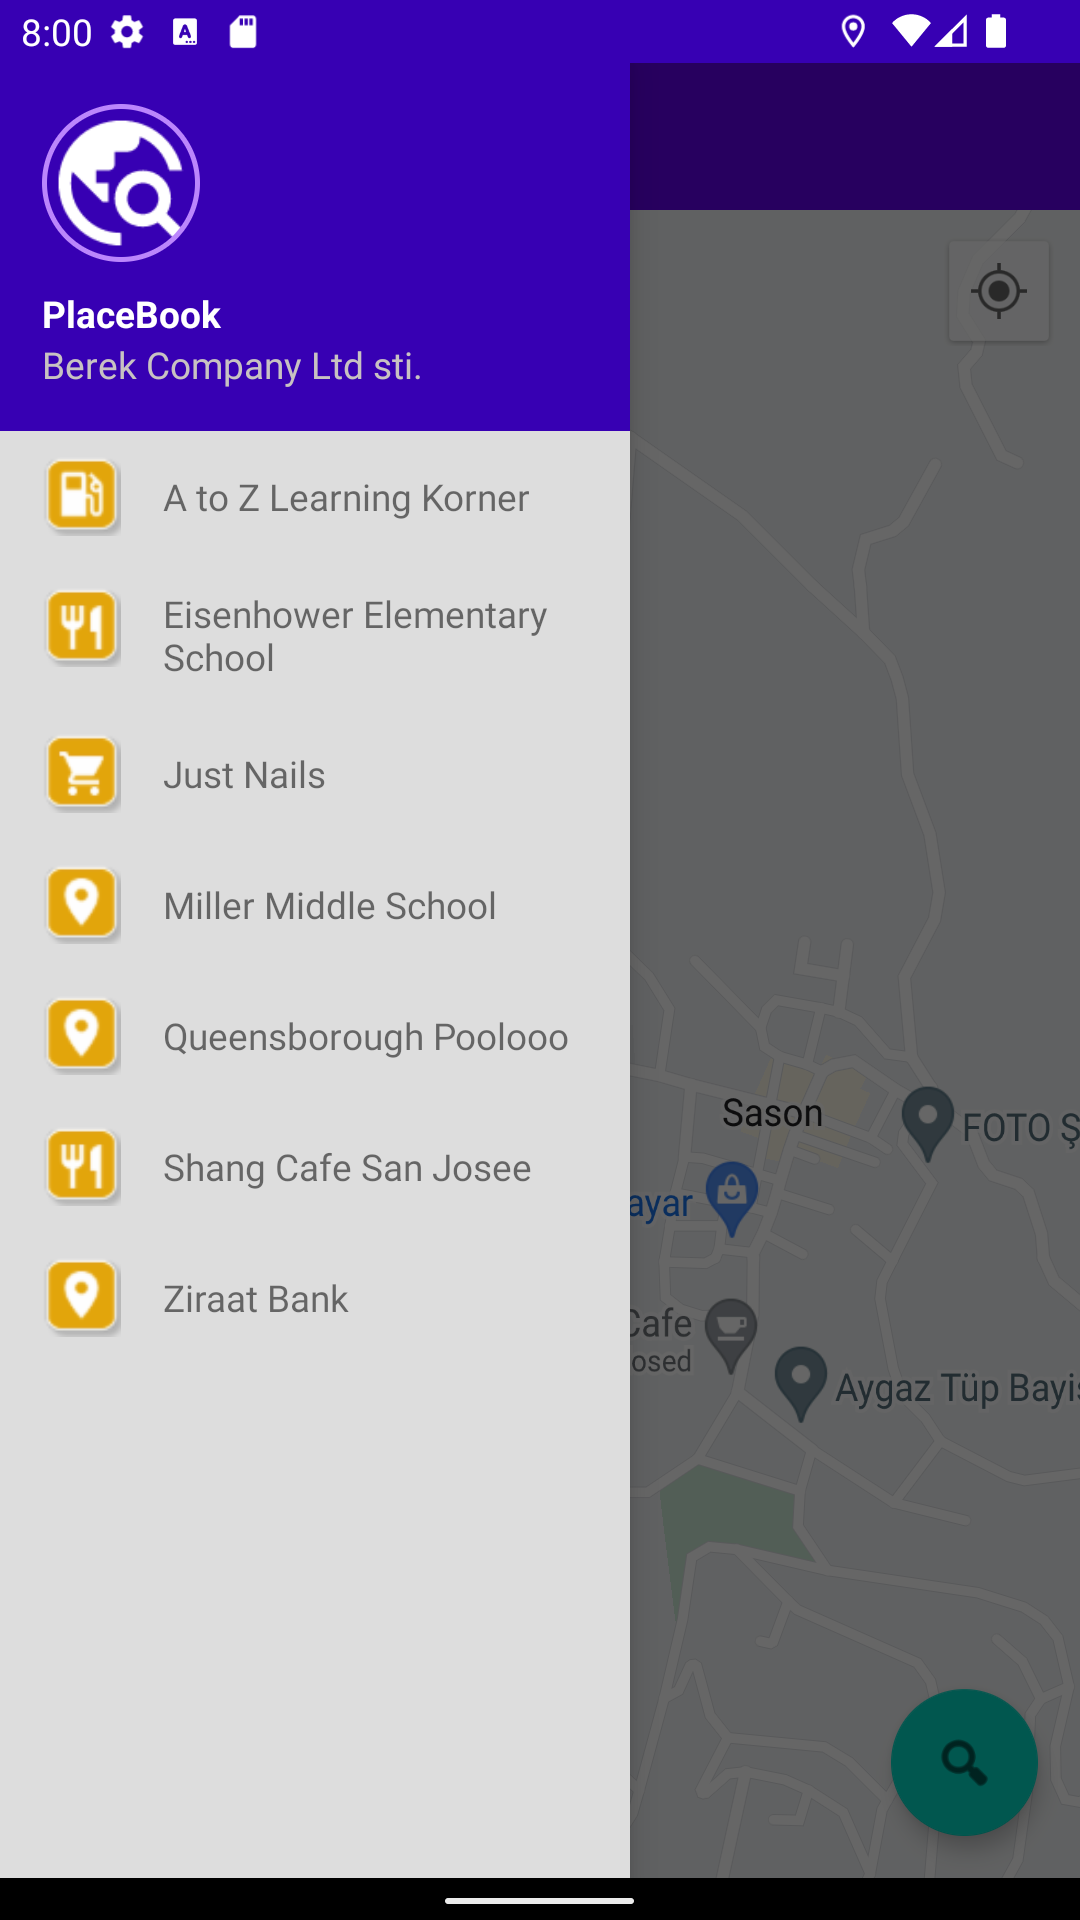 8:00
PlaceBook
Berek Company Ltd sti.
A to Z Learning Korner
Eisenhower Elementary
School
Just Nails
Miller Middle School
Queensborough Poolooo
Shang Cafe San Josee
Ziraat Bank
Sason
FOTO Ş
ayar
Cafe
osed
Aygaz Tüp Bayis